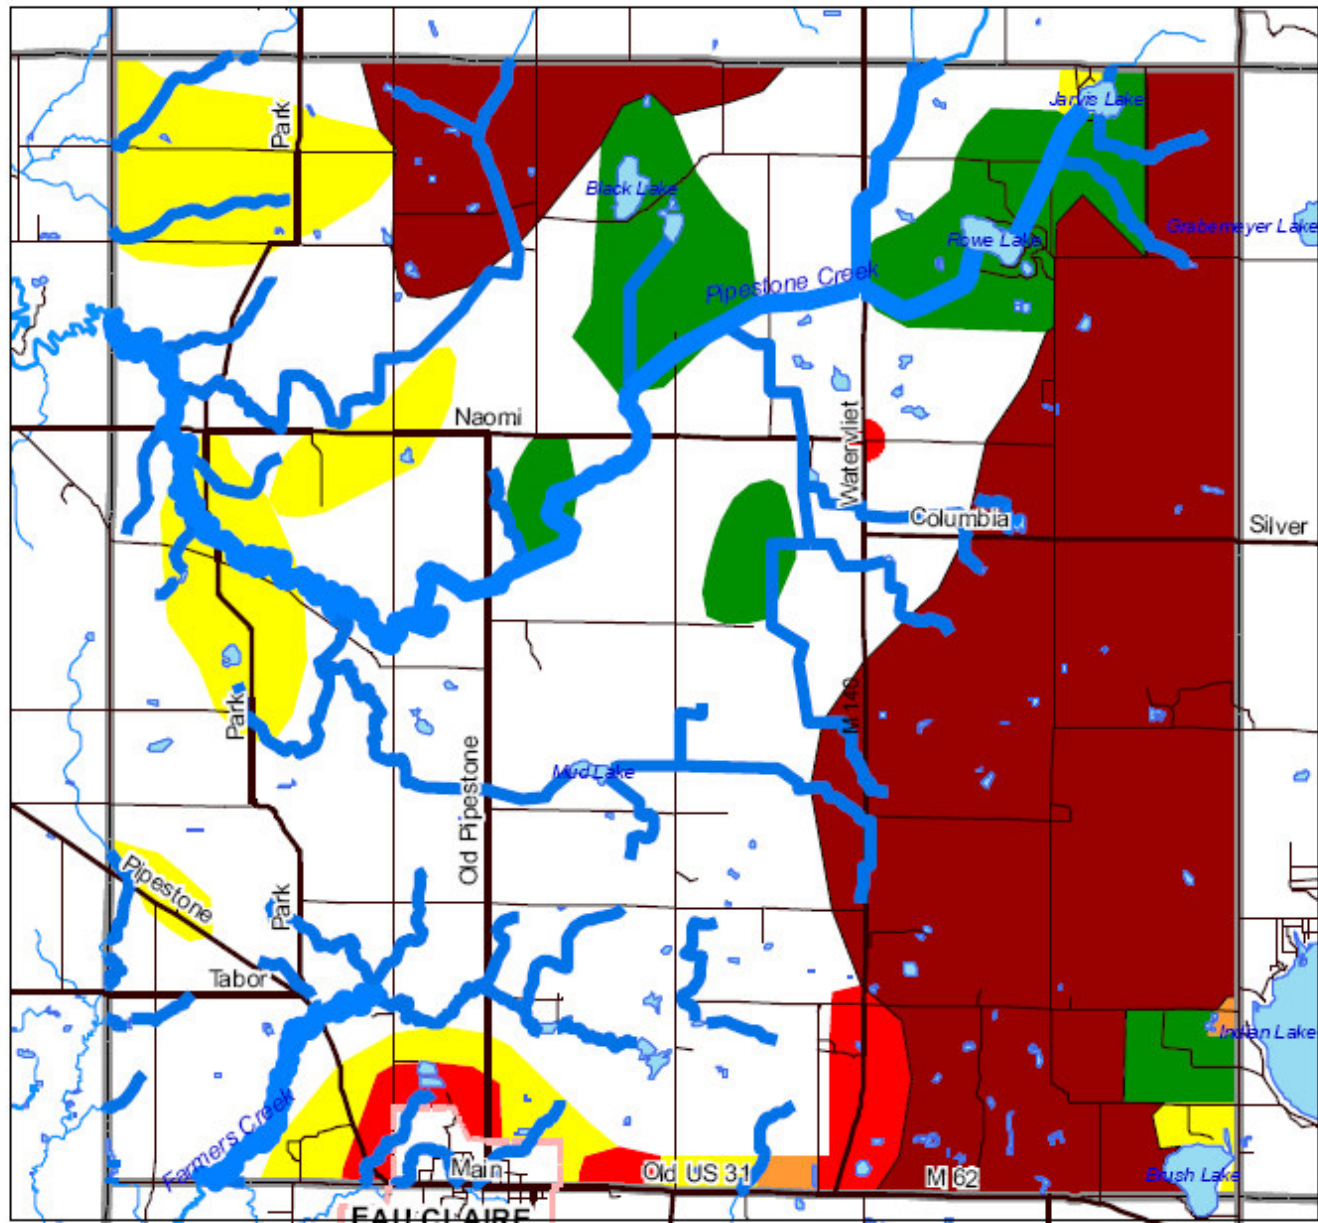 Jarvis Lake
Park
Black Lake
Grabemeyer Lake
Rowe Lake
Pipestone Creek
Naomi
Watervliet
Columbia
Silver
Park
M 140
Mud Lake
Old Pipestone
Pipestone
Park
Tabor
Indian Lake
Farmers Creek
Main
Old US 31
M 62
Brush Lake
EAU CLAIRE